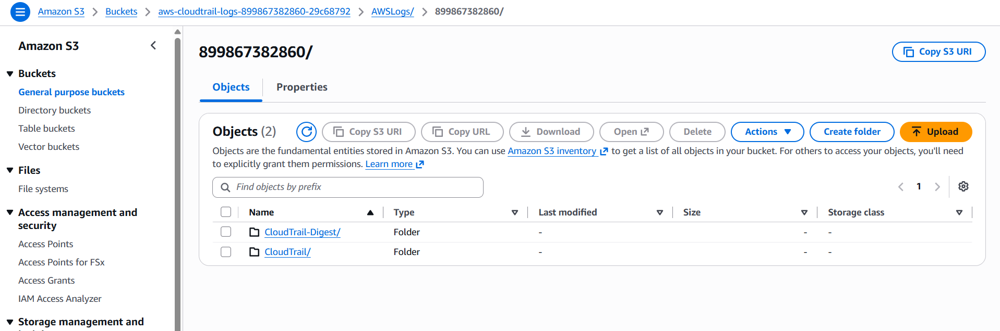 Amazon S3 > Buckets > aws-cloudtrail-logs-899867382860-29c68792 > AWSLogs/ > 899867382860/
Amazon S3
Buckets
General purpose buckets
Directory buckets
Table buckets
Vector buckets
Files
File systems
Access management and
security
Access Points
Access Points for FSx
Access Grants
IAM Access Analyzer
Storage management and
899867382860/
Copy S3 URI
Objects Properties
Objects (2) Copy S3 URI Copy URL Download Open Delete Actions Create folder Upload
Objects are the fundamental entities stored in Amazon S3. You can use Amazon S3 inventory to get a list of all objects in your bucket. For others to access your objects, you'll need
to explicitly grant them permissions. Learn more
Find objects by prefix
1
Name Type Last modified Size Storage class
CloudTrail-Digest/ Folder - - -
CloudTrail/ Folder - - -